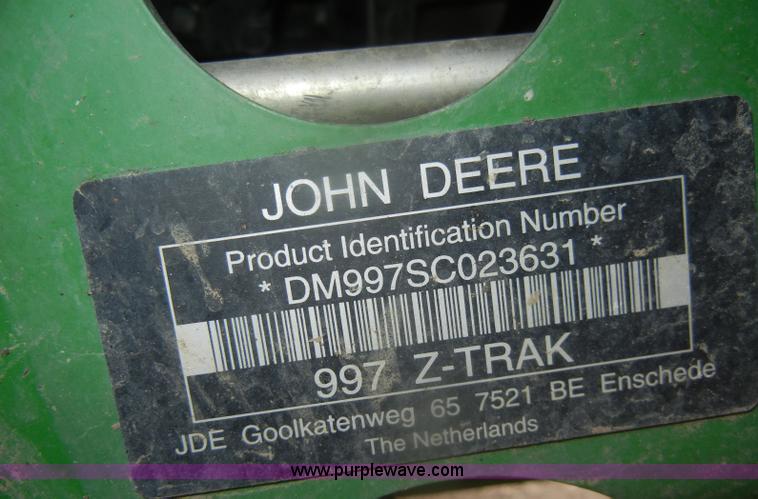 JOHN DEERE
Product Identification Number
* DM997SC023631 *
997 Z-TRAK
JDE Goolkatenweg 65 7521 BE Enschede
The Netherlands
www.purplewave.com